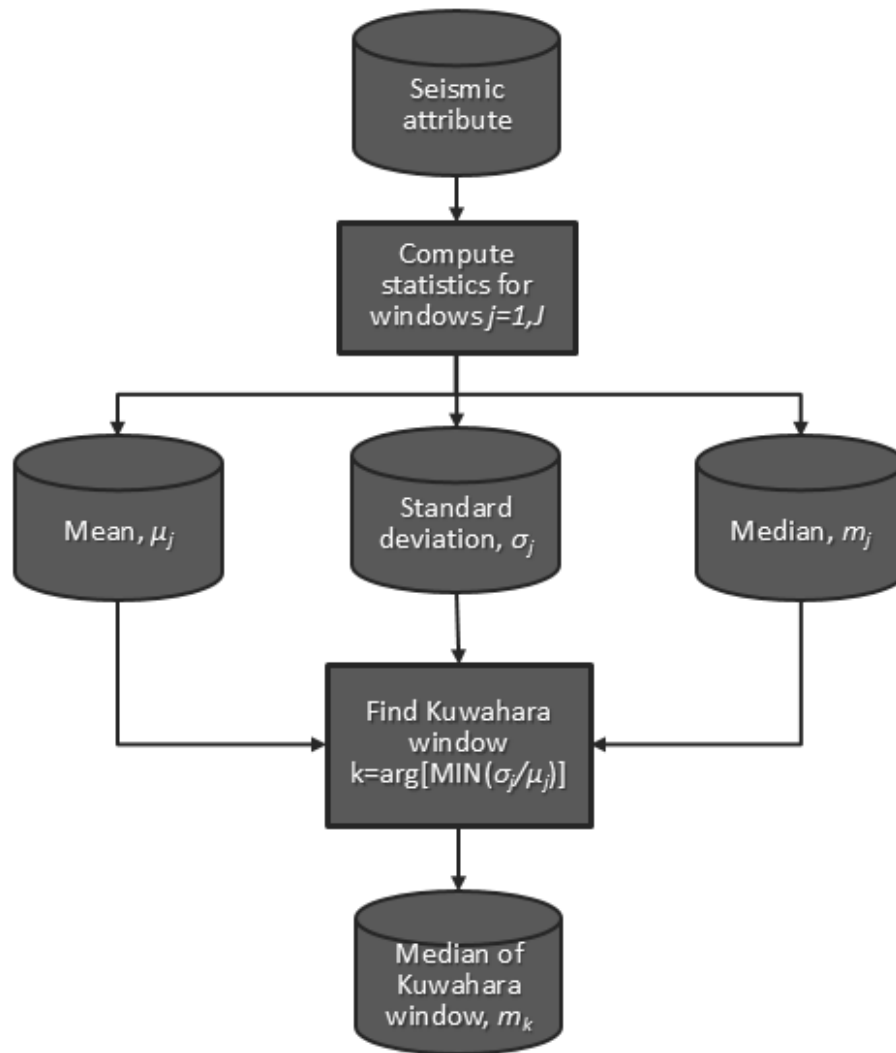 Seismic
attribute
Compute
statistics for
windows j=1,J
Mean, μj
Standard
deviation, σj
Median, mj
Find Kuwahara
window
k=arg[MIN(σj/μj)]
Median of
Kuwahara
window, mk